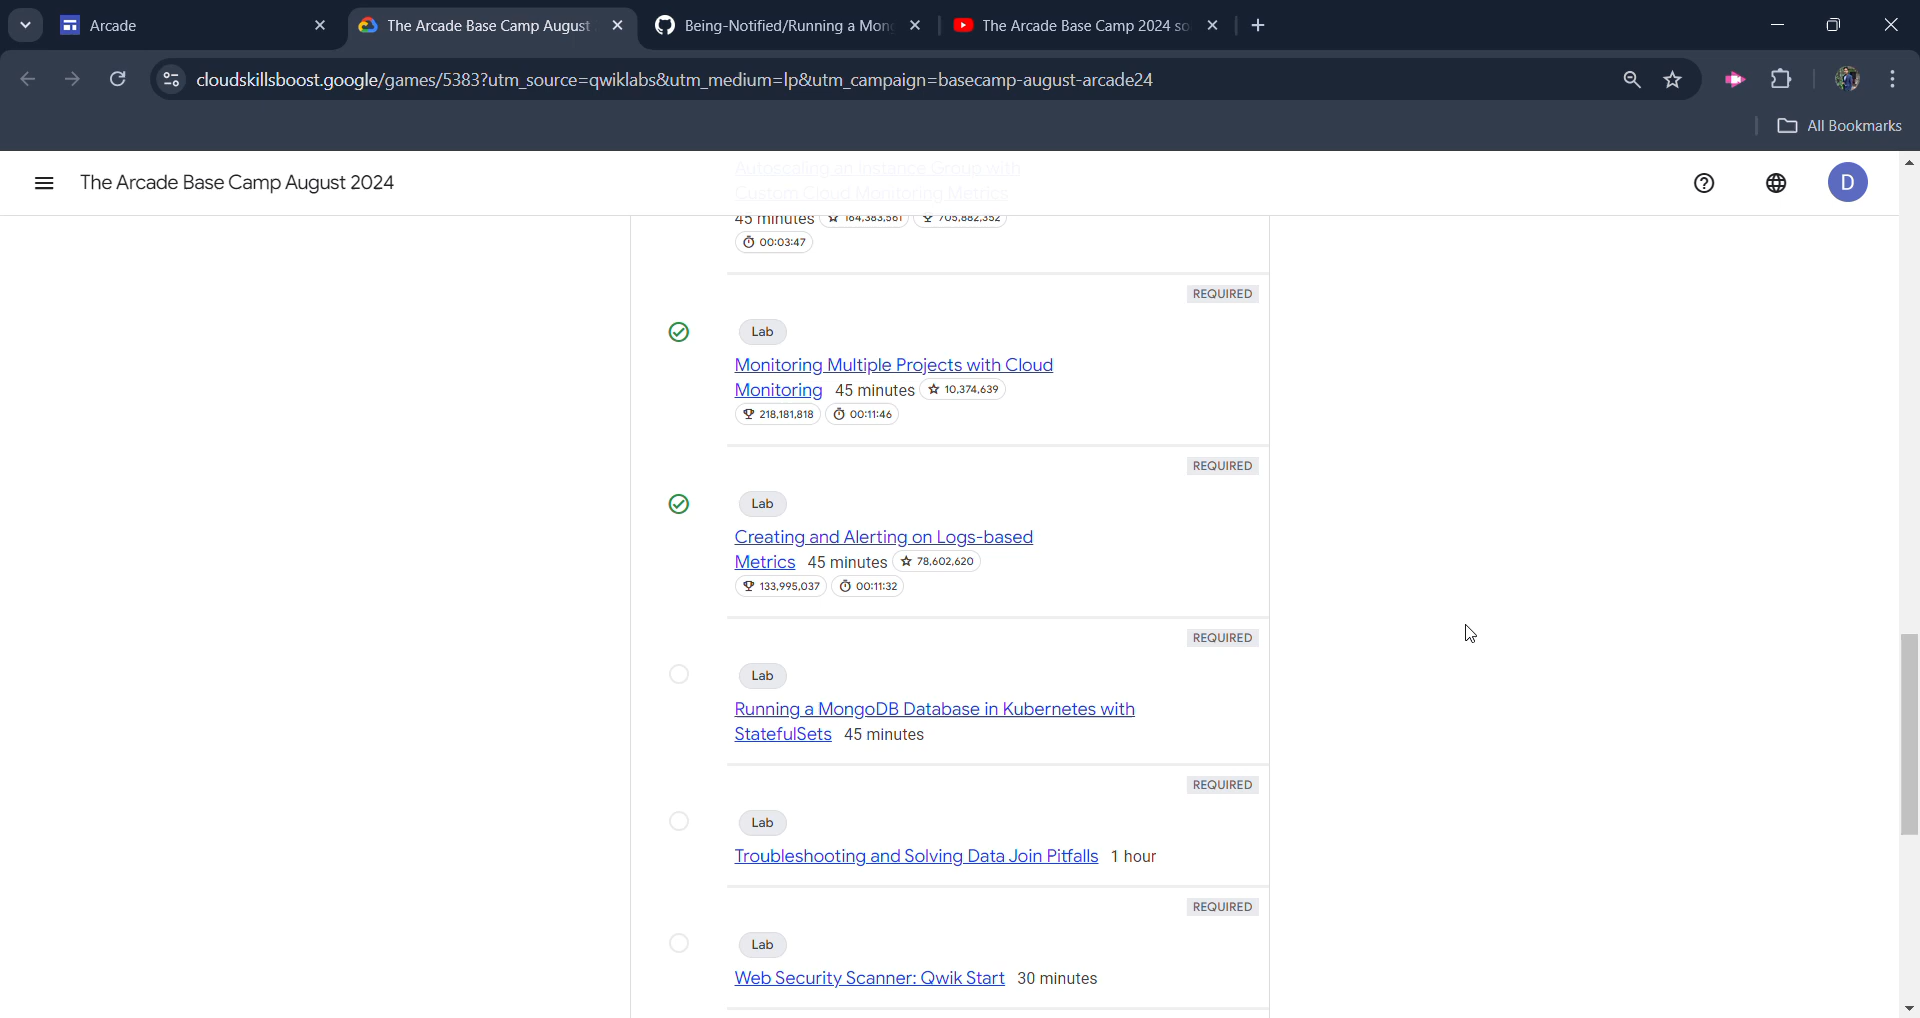 Arcade
The Arcade Base Camp August
Being-Notified/Running a Mon
The Arcade Base Camp 2024 so
cloudskillsboost.google/games/5383?utm_source=qwiklabs&utm_medium=lp&utm_campaign=basecamp-august-arcade24
All Bookmarks
The Arcade Base Camp August 2024
D
Autoscaling an Instance Group with
Custom Cloud Monitoring Metrics
45 minutes 164,383,561 705,882,352
00:03:47
REQUIRED
Lab
Monitoring Multiple Projects with Cloud
Monitoring 45 minutes 10,374,639
218,181,818 00:11:46
REQUIRED
Lab
Creating and Alerting on Logs-based
Metrics 45 minutes 78,602,620
133,995,037 00:11:32
REQUIRED
Lab
Running a MongoDB Database in Kubernetes with
StatefulSets 45 minutes
REQUIRED
Lab
Troubleshooting and Solving Data Join Pitfalls 1 hour
REQUIRED
Lab
Web Security Scanner: Qwik Start 30 minutes